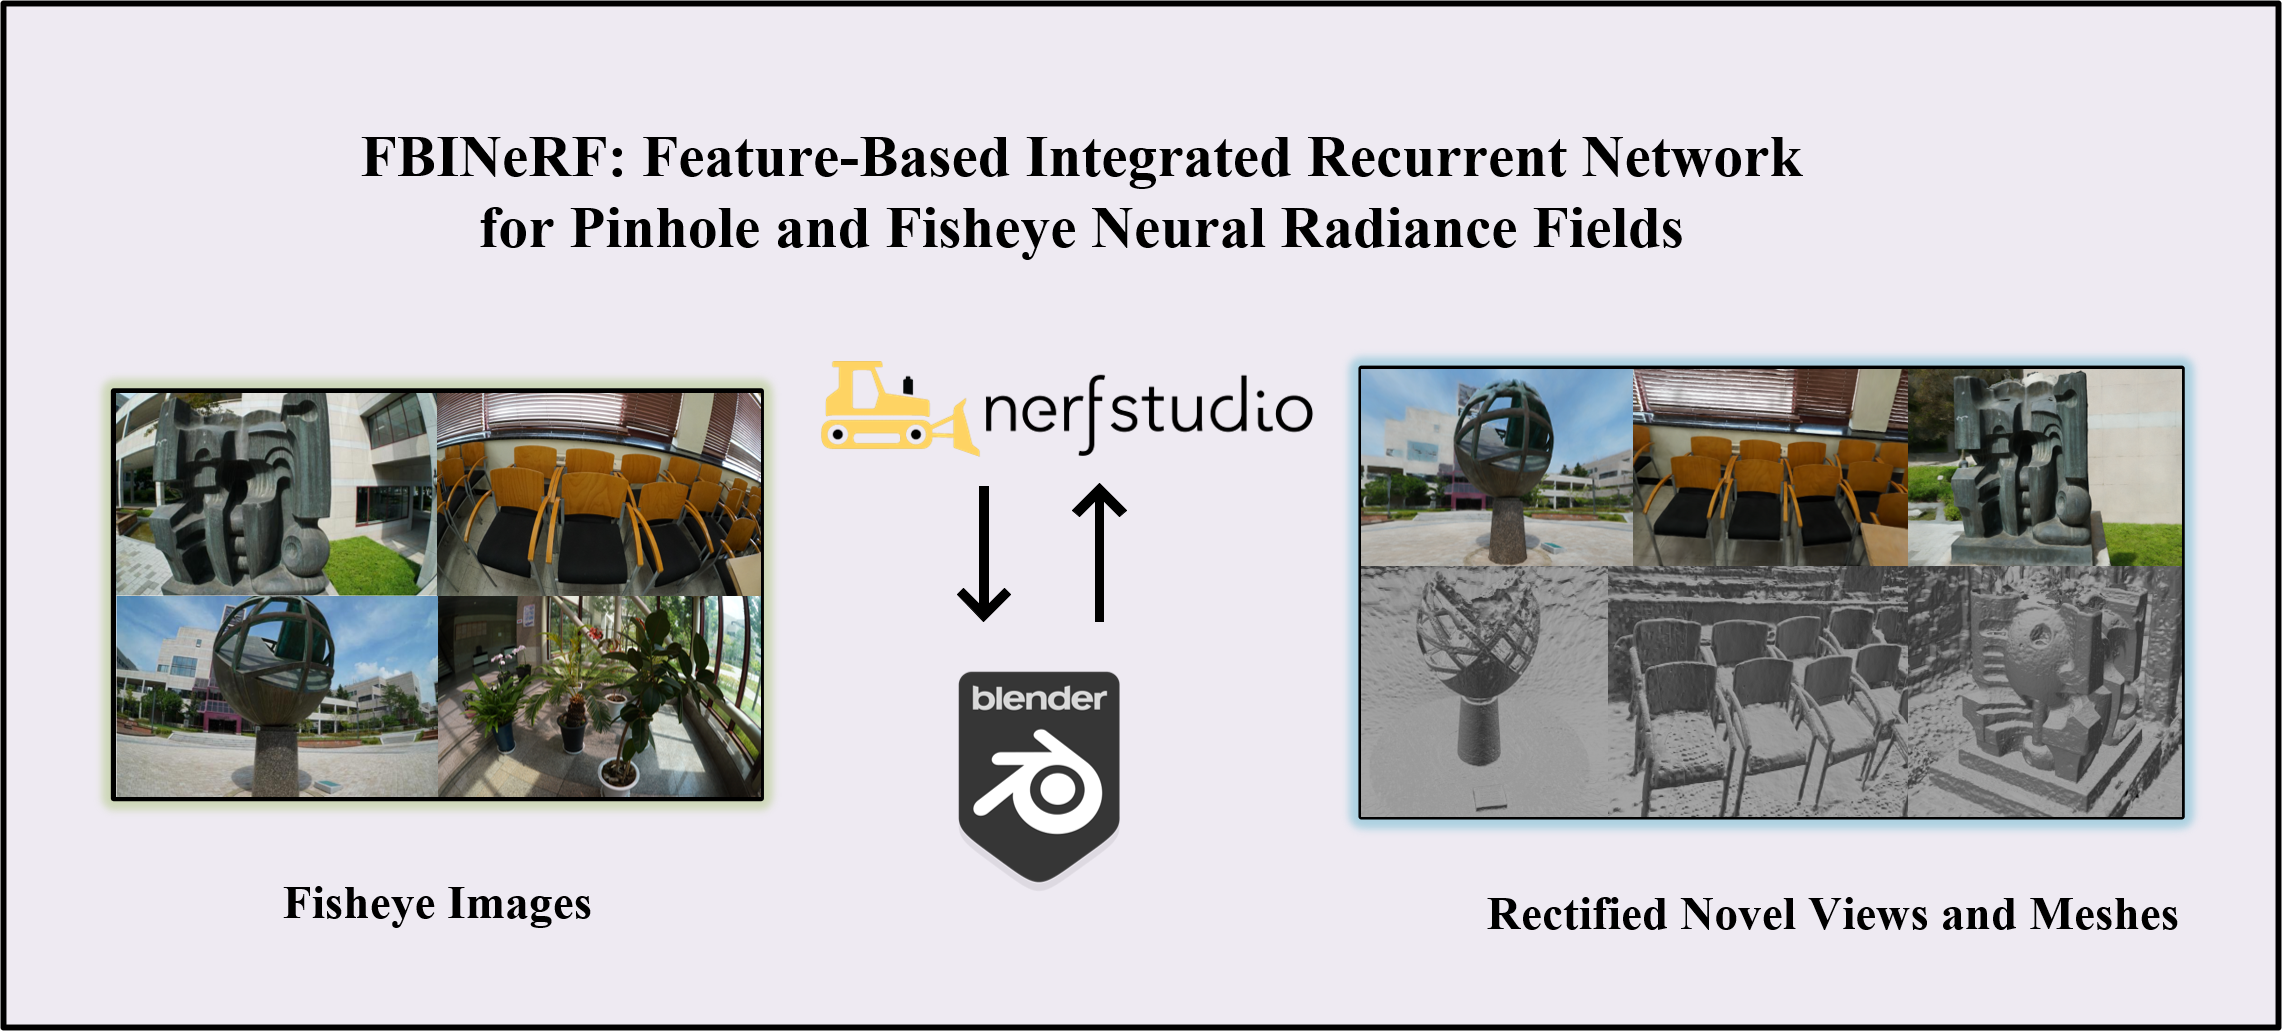 FBINeRF: Feature-Based Integrated Recurrent Network
for Pinhole and Fisheye Neural Radiance Fields
nerfstudio
blender
Fisheye Images
Rectified Novel Views and Meshes